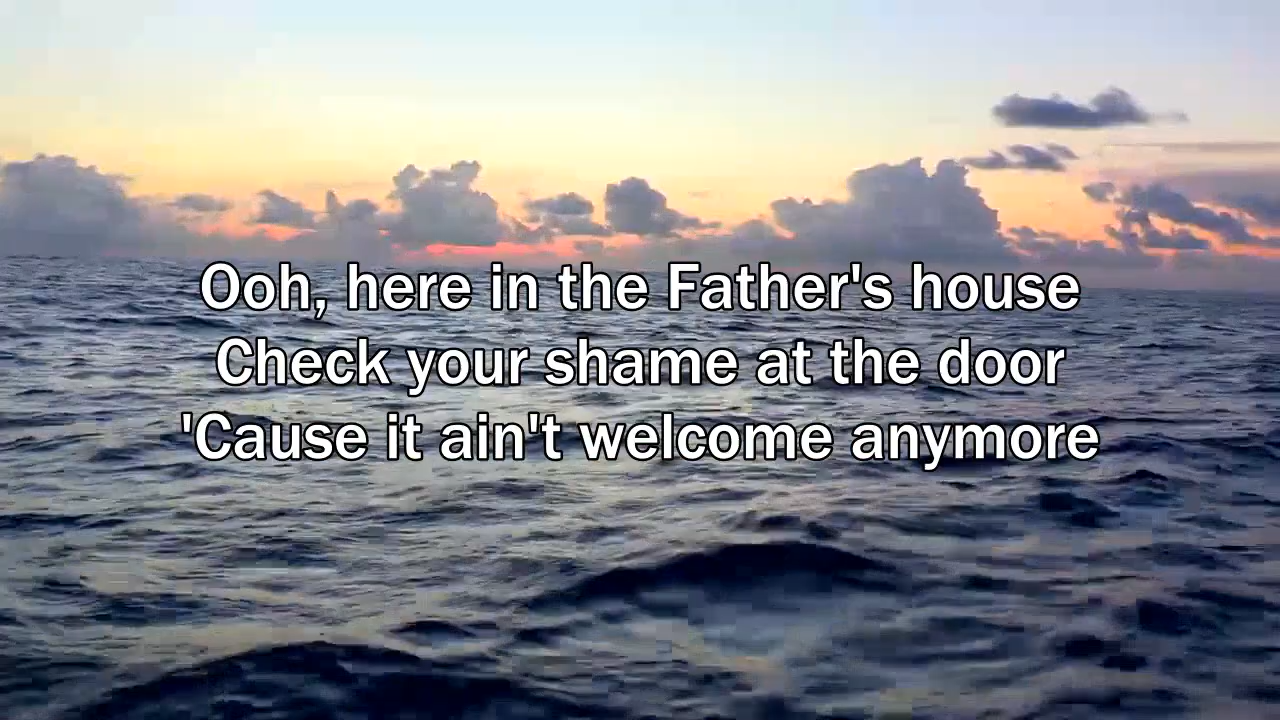 Ooh, here in the Father's house
Check your shame at the door
'Cause it ain't welcome anymore